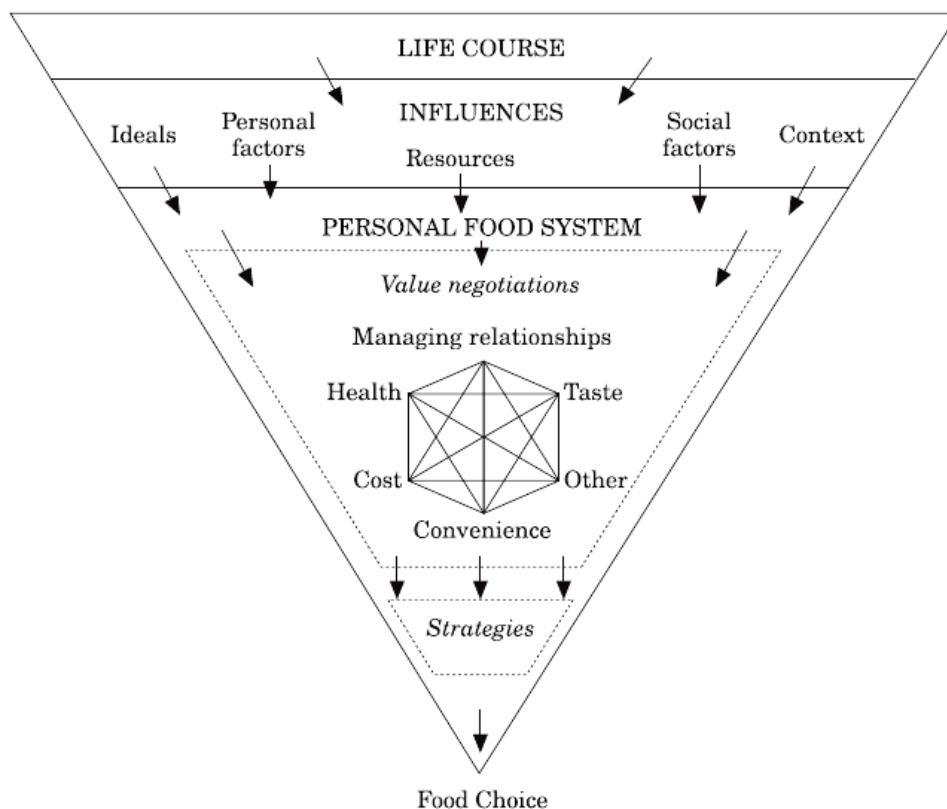 LIFE COURSE
INFLUENCES
Ideals
Personal
factors
Resources
Social
factors
Context
PERSONAL FOOD SYSTEM
Value negotiations
Managing relationships
Health
Taste
Cost
Other
Convenience
Strategies
Food Choice